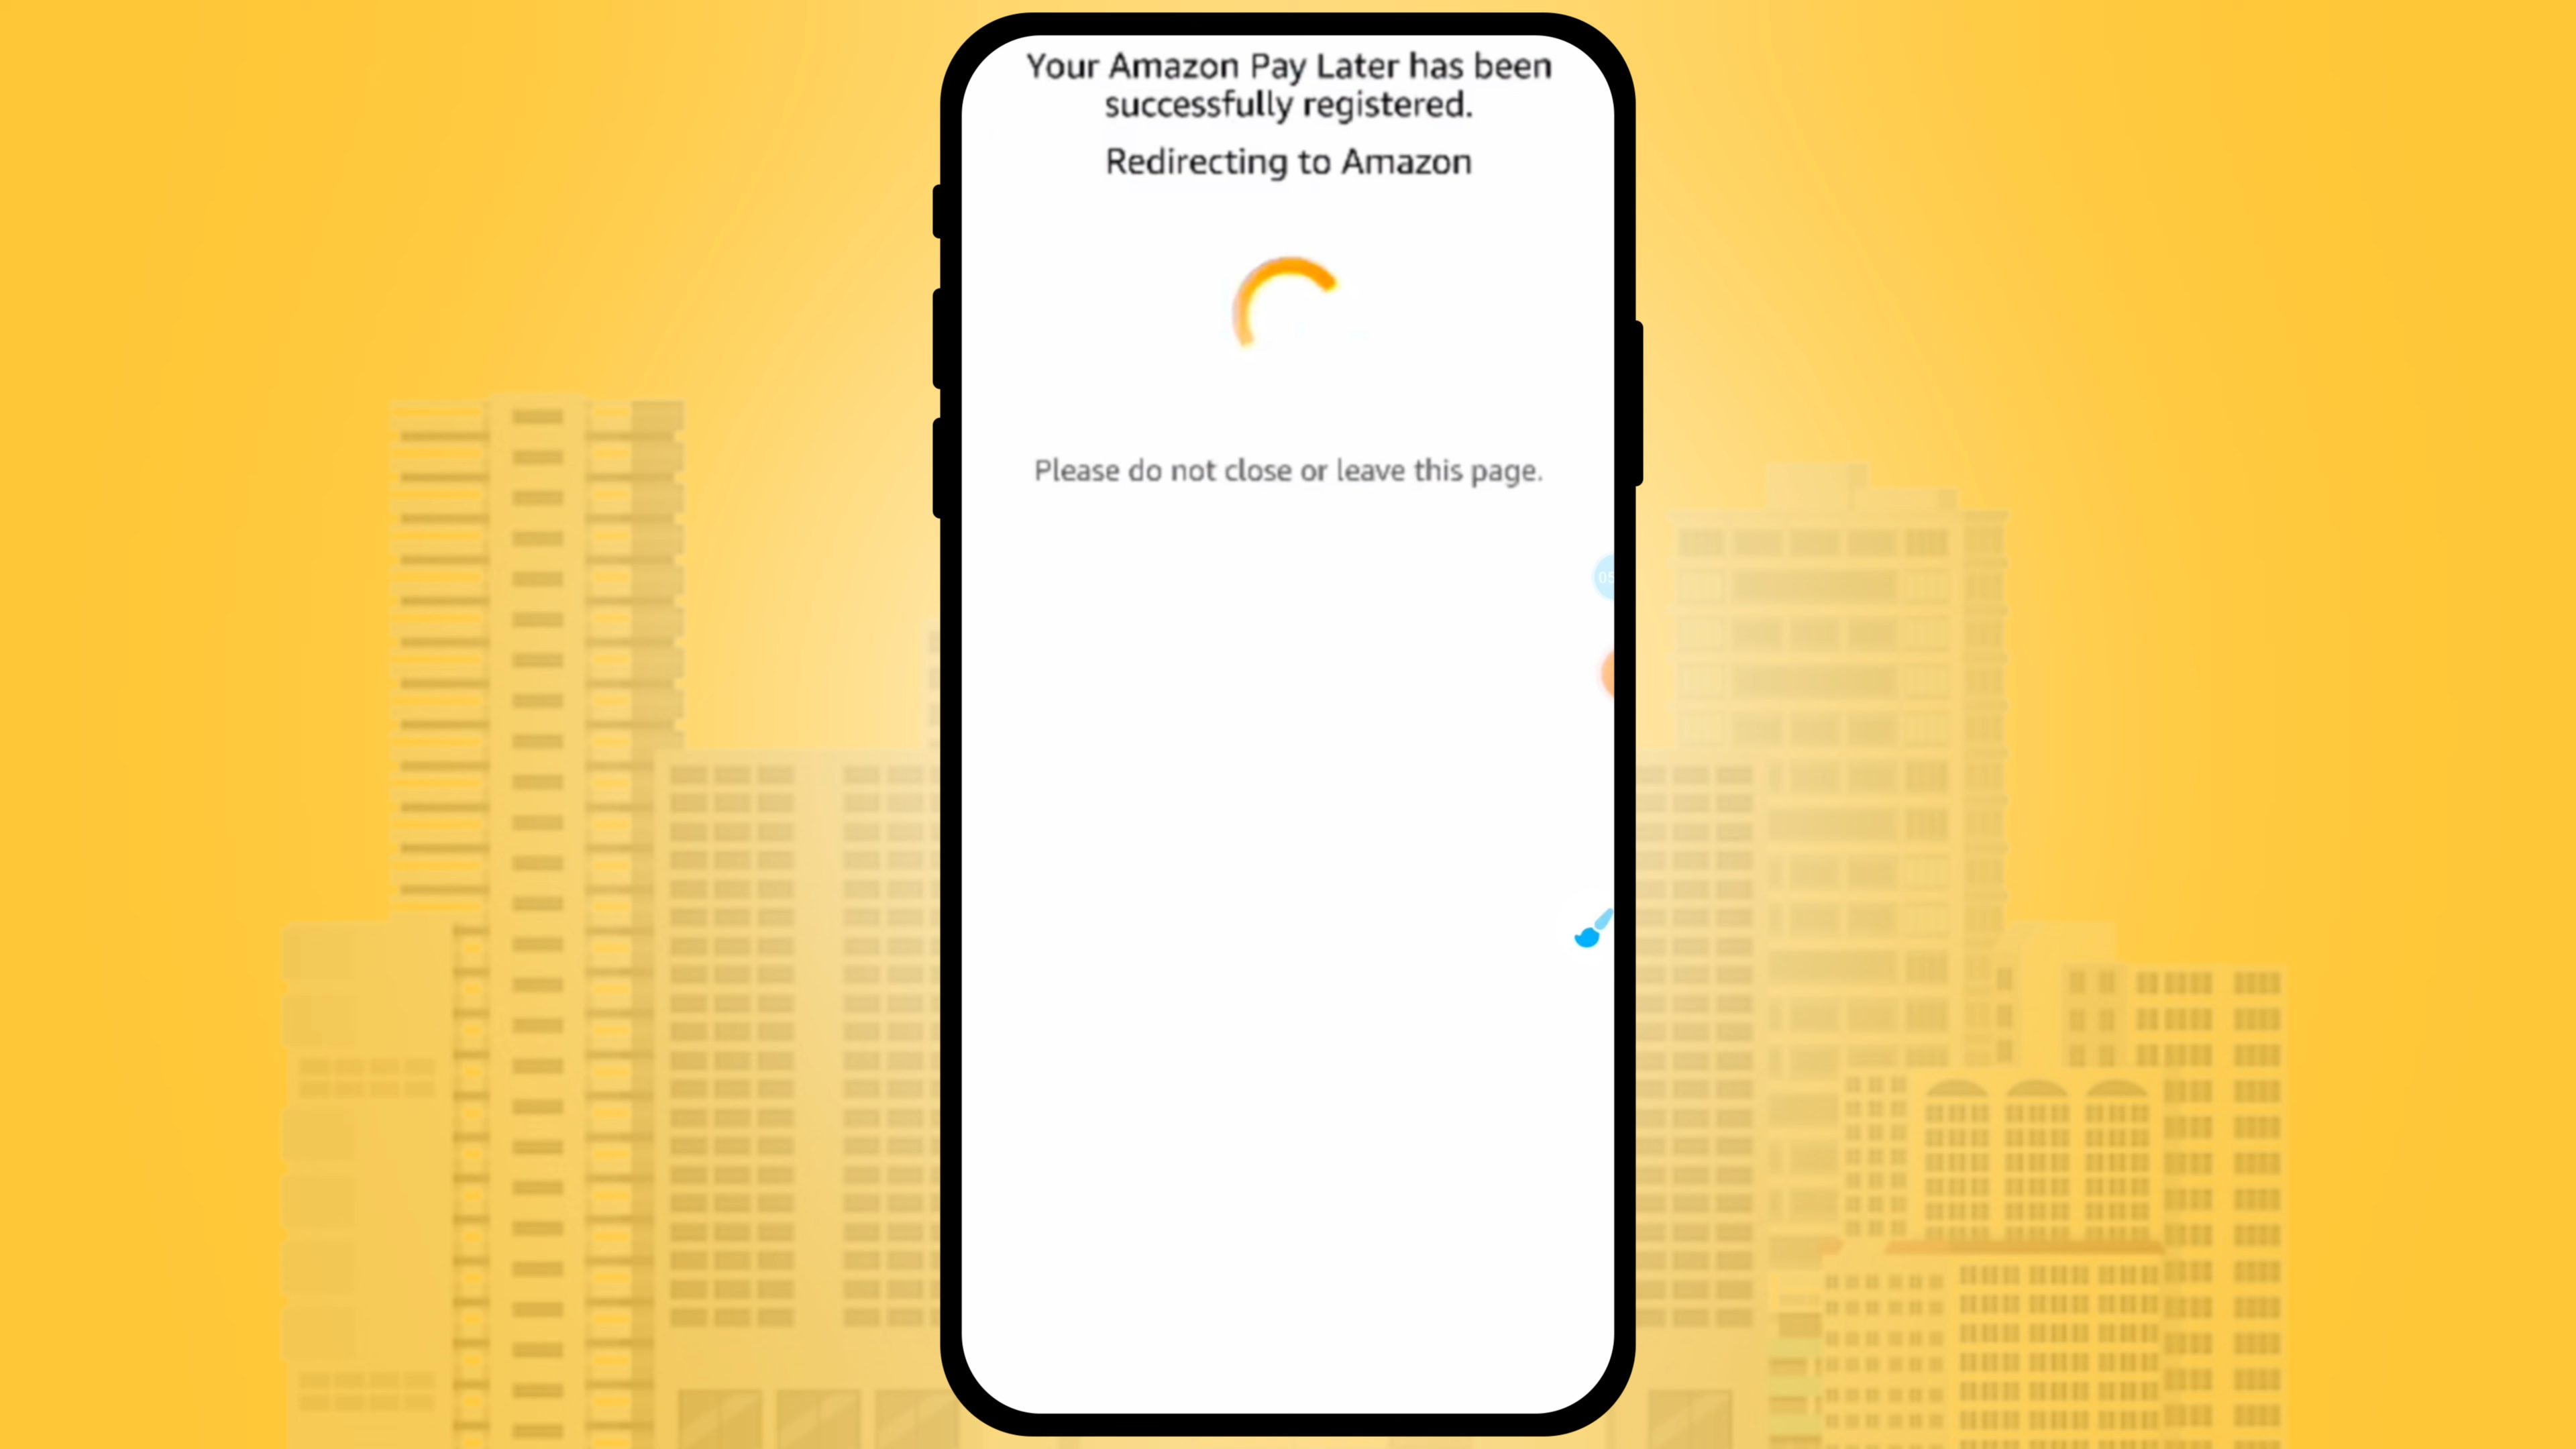 Your Amazon Pay Later has been
successfully registered.
Redirecting to Amazon
Please do not close or leave this page.